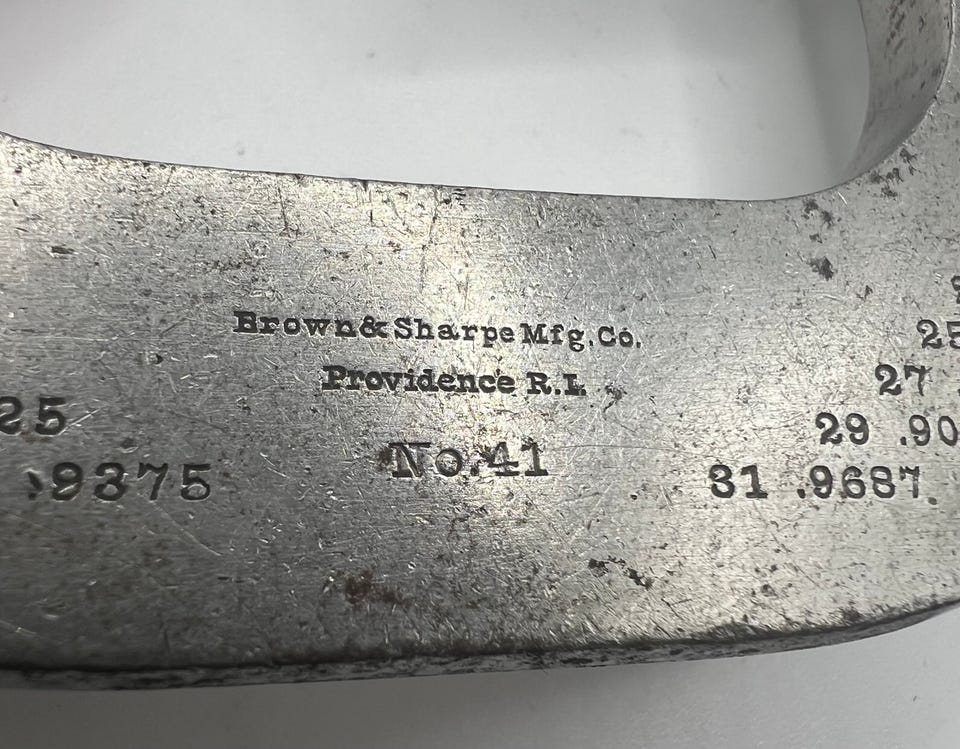 Brown & Sharpe Mfg. Co.
Providence R.I.
No. 41
25
.9375
25
27
29 .90
31 .9687